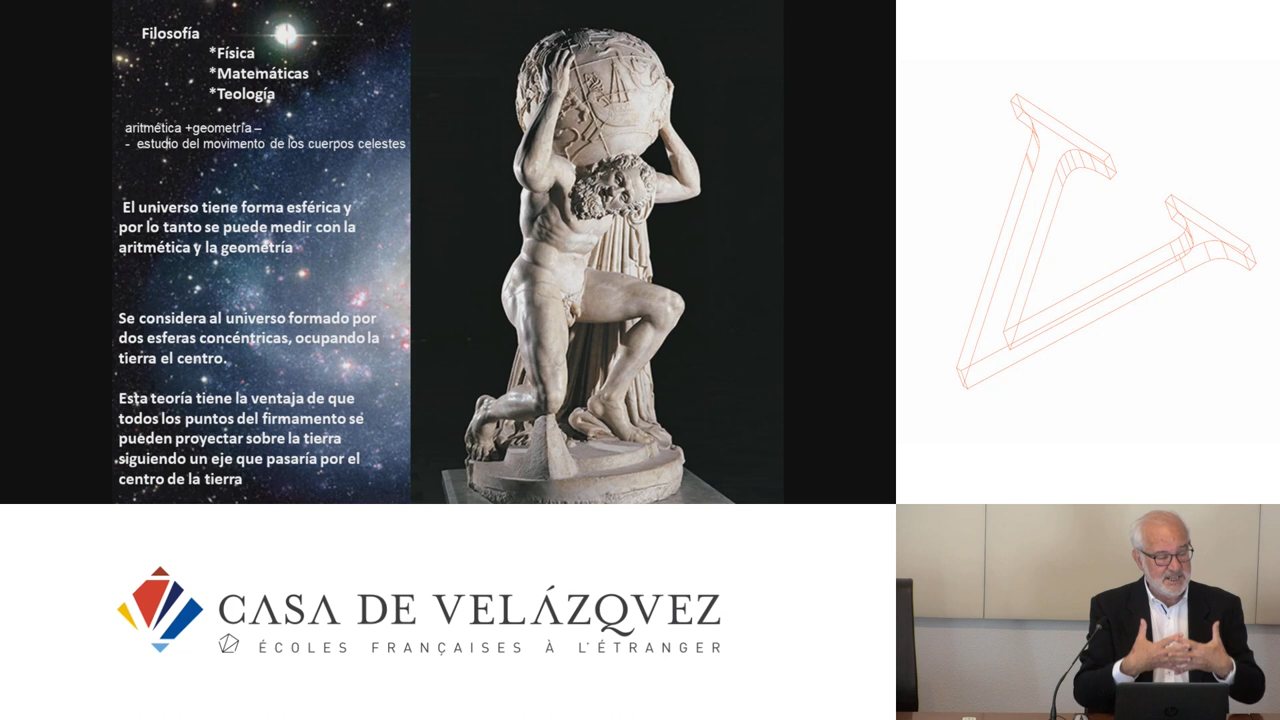 Filosofía
*Física
*Matemáticas
*Teología
aritmética +geometría –
- estudio del movimento de los cuerpos celestes
El universo tiene forma esférica y
por lo tanto se puede medir con la
aritmética y la geometría
Se considera al universo formado por
dos esferas concéntricas, ocupando la
tierra el centro.
Esta teoría tiene la ventaja de que
todos los puntos del firmamento se
pueden proyectar sobre la tierra
siguiendo un eje que pasaría por el
centro de la tierra
CASA DE VELÁZQVEZ
ÉCOLES FRANÇAISES À L'ÉTRANGER